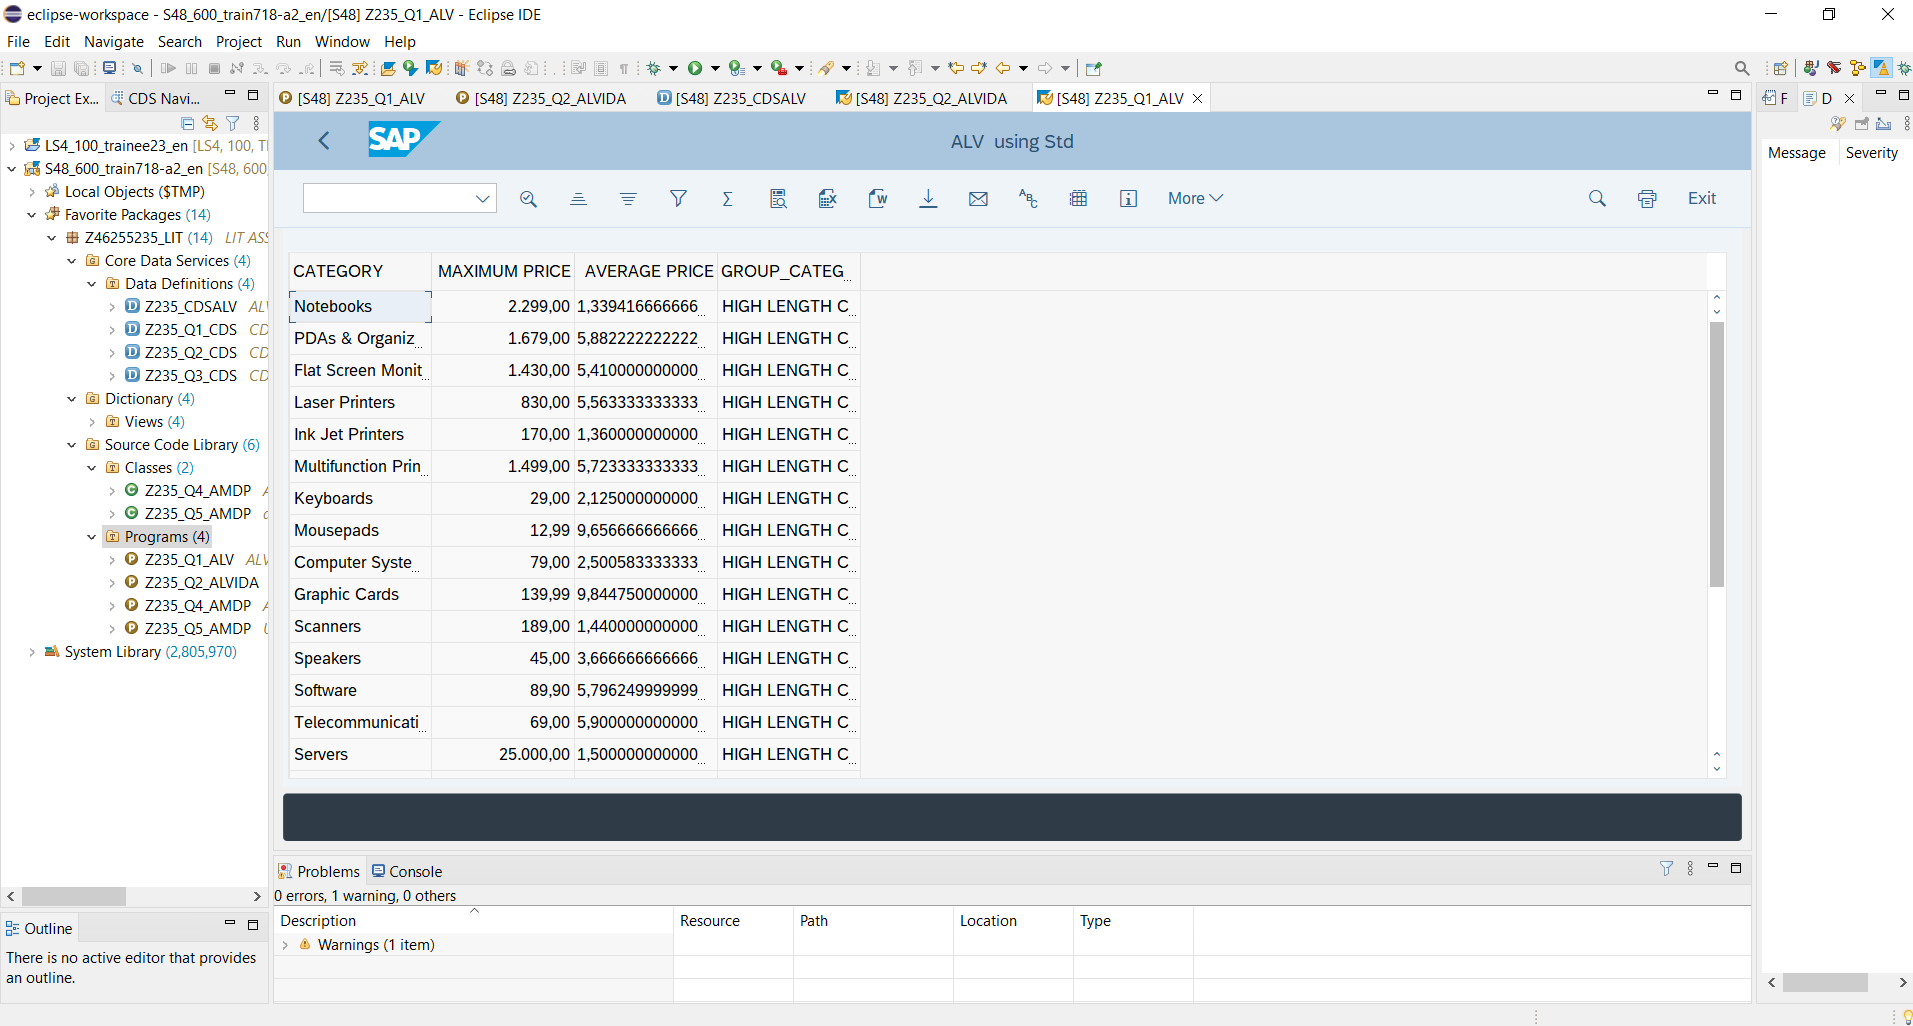 eclipse-workspace - S48_600_train718-a2_en/[S48] Z235_Q1_ALV - Eclipse IDE
File Edit Navigate Search Project Run Window Help
Project Ex... CDS Navi...
LS4_100_trainee23_en [LS4, 100, T
S48_600_train718-a2_en [S48, 600,
Local Objects ($TMP)
Favorite Packages (14)
Z46255235_LIT (14) LIT ASS
Core Data Services (4)
Data Definitions (4)
Z235_CDSALV AL
Z235_Q1_CDS CD
Z235_Q2_CDS CD
Z235_Q3_CDS CD
Dictionary (4)
Views (4)
Source Code Library (6)
Classes (2)
Z235_Q4_AMDP
Z235_Q5_AMDP
Programs (4)
Z235_Q1_ALV ALV
Z235_Q2_ALVIDA
Z235_Q4_AMDP
Z235_Q5_AMDP
System Library (2,805,970)
Outline
There is no active editor that provides
an outline.
[S48] Z235_Q1_ALV [S48] Z235_Q2_ALVIDA [S48] Z235_CDSALV [S48] Z235_Q2_ALVIDA [S48] Z235_Q1_ALV
SAP ALV using Std
More Exit
CATEGORY MAXIMUM PRICE AVERAGE PRICE GROUP_CATEG...
Notebooks 2.299,00 1,339416666666... HIGH LENGTH C...
PDAs & Organiz... 1.679,00 5,882222222222... HIGH LENGTH C...
Flat Screen Monit... 1.430,00 5,410000000000... HIGH LENGTH C...
Laser Printers 830,00 5,563333333333... HIGH LENGTH C...
Ink Jet Printers 170,00 1,360000000000... HIGH LENGTH C...
Multifunction Prin... 1.499,00 5,723333333333... HIGH LENGTH C...
Keyboards 29,00 2,125000000000... HIGH LENGTH C...
Mousepads 12,99 9,656666666666... HIGH LENGTH C...
Computer Syste... 79,00 2,500583333333... HIGH LENGTH C...
Graphic Cards 139,99 9,844750000000... HIGH LENGTH C...
Scanners 189,00 1,440000000000... HIGH LENGTH C...
Speakers 45,00 3,666666666666... HIGH LENGTH C...
Software 89,90 5,796249999999... HIGH LENGTH C...
Telecommunicati... 69,00 5,900000000000... HIGH LENGTH C...
Servers 25.000,00 1,500000000000... HIGH LENGTH C...
Problems Console
0 errors, 1 warning, 0 others
Description Resource Path Location Type
Warnings (1 item)
F D
Message Severity